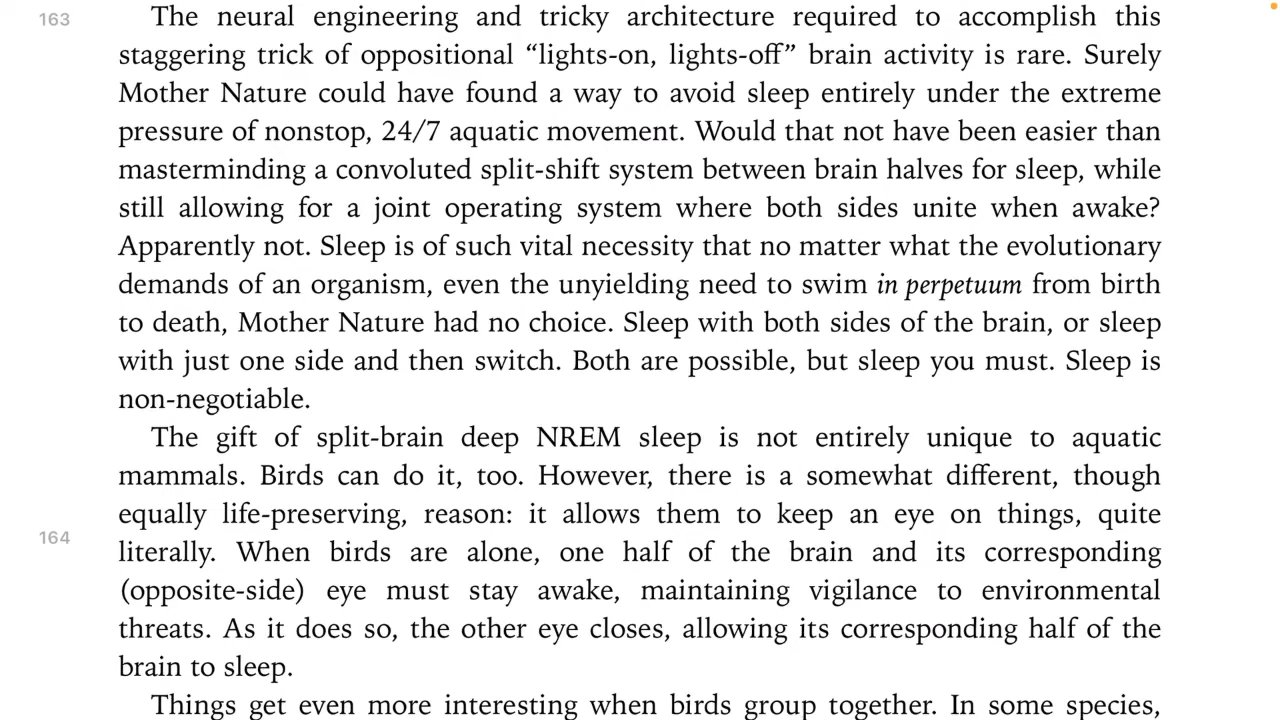 163
The neural engineering and tricky architecture required to accomplish this
staggering trick of oppositional “lights-on, lights-off” brain activity is rare. Surely
Mother Nature could have found a way to avoid sleep entirely under the extreme
pressure of nonstop, 24/7 aquatic movement. Would that not have been easier than
masterminding a convoluted split-shift system between brain halves for sleep, while
still allowing for a joint operating system where both sides unite when awake?
Apparently not. Sleep is of such vital necessity that no matter what the evolutionary
demands of an organism, even the unyielding need to swim in perpetuum from birth
to death, Mother Nature had no choice. Sleep with both sides of the brain, or sleep
with just one side and then switch. Both are possible, but sleep you must. Sleep is
non-negotiable.
The gift of split-brain deep NREM sleep is not entirely unique to aquatic
mammals. Birds can do it, too. However, there is a somewhat different, though
equally life-preserving, reason: it allows them to keep an eye on things, quite
164
literally. When birds are alone, one half of the brain and its corresponding
(opposite-side) eye must stay awake, maintaining vigilance to environmental
threats. As it does so, the other eye closes, allowing its corresponding half of the
brain to sleep.
Things get even more interesting when birds group together. In some species,